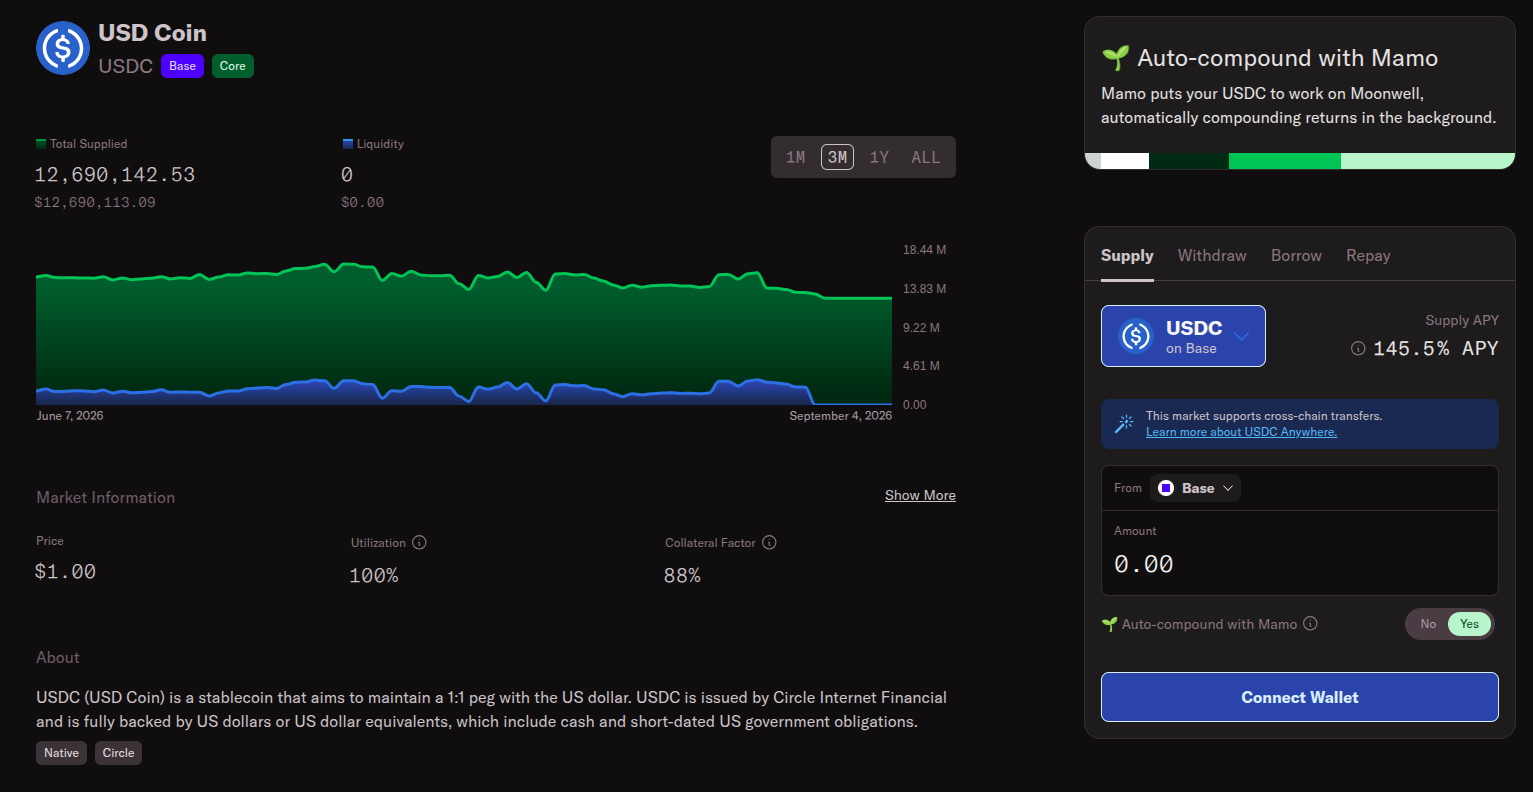 USD Coin
USDC Base Core
Total Supplied
12,690,142.53
$12,690,113.09
Liquidity
0
$0.00
1M 3M 1Y ALL
18.44 M
13.83 M
9.22 M
4.61 M
0.00
June 7, 2026
September 4, 2026
Market Information
Show More
Price
$1.00
Utilization
100%
Collateral Factor
88%
About
USDC (USD Coin) is a stablecoin that aims to maintain a 1:1 peg with the US dollar. USDC is issued by Circle Internet Financial
and is fully backed by US dollars or US dollar equivalents, which include cash and short-dated US government obligations.
Native Circle
Auto-compound with Mamo
Mamo puts your USDC to work on Moonwell,
automatically compounding returns in the background.
Supply Withdraw Borrow Repay
USDC
on Base
Supply APY
145.5% APY
This market supports cross-chain transfers.
Learn more about USDC Anywhere.
From Base
Amount
0.00
Auto-compound with Mamo
No Yes
Connect Wallet